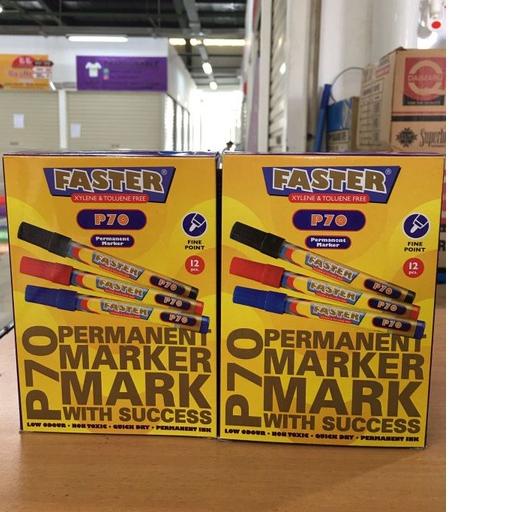 FASTER
XYLENE & TOLUENE FREE
P70
Permanent
Marker
FINE
POINT
12
pcs.
FASTER
P70
FASTER
P70
FASTER
P70
P70
PERMANENT
MARKER
MARK
WITH SUCCESS
LOW ODOUR • NON TOXIC • QUICK DRY • PERMANENT INK
FASTER
XYLENE & TOLUENE FREE
P70
Permanent
Marker
FINE
POINT
12
pcs.
FASTER
P70
FASTER
P70
FASTER
P70
P70
PERMANENT
MARKER
MARK
WITH SUCCESS
LOW ODOUR • NON TOXIC • QUICK DRY • PERMANENT INK
DAIMARU